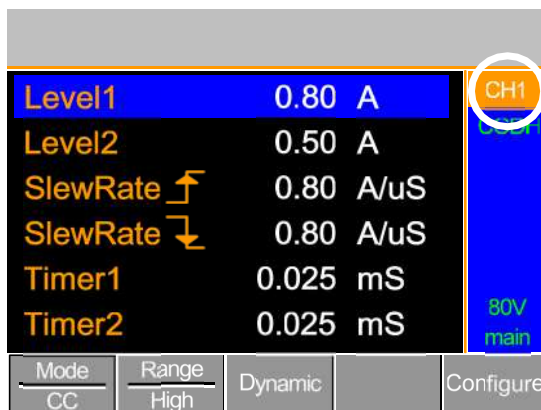 Level1 0.80 A
CH1
Level2 0.50 A
CCDH
SlewRate 0.80 A/uS
SlewRate 0.80 A/uS
Timer1 0.025 mS
Timer2 0.025 mS
80V
main
Mode
CC
Range
High
Dynamic
Configure